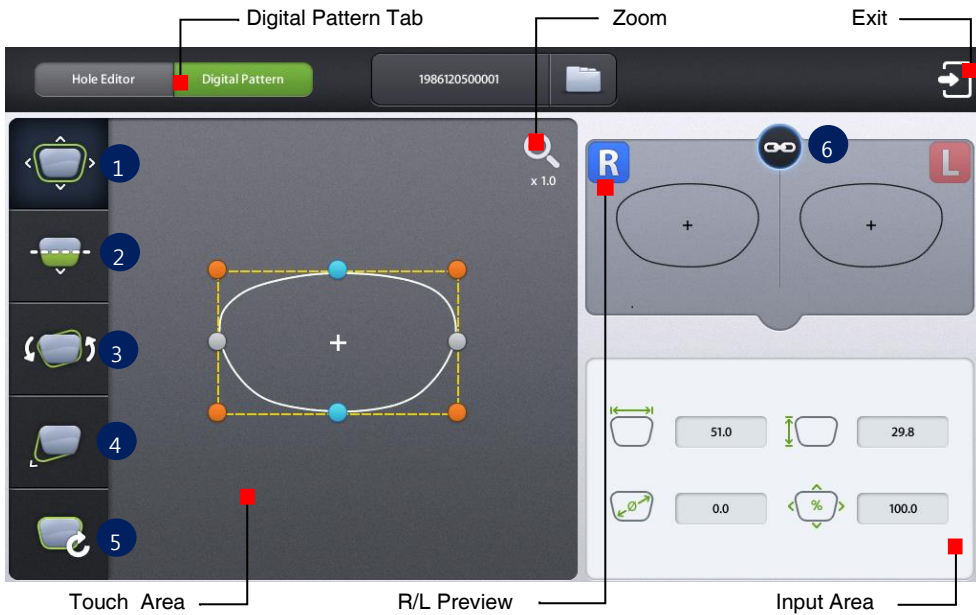 Digital Pattern Tab
Zoom
Exit
Hole Editor
Digital Pattern
1986120500001
1
2
3
4
5
x 1.0
R
6
L
51.0
29.8
Ø
0.0
%
100.0
Touch Area
R/L Preview
Input Area